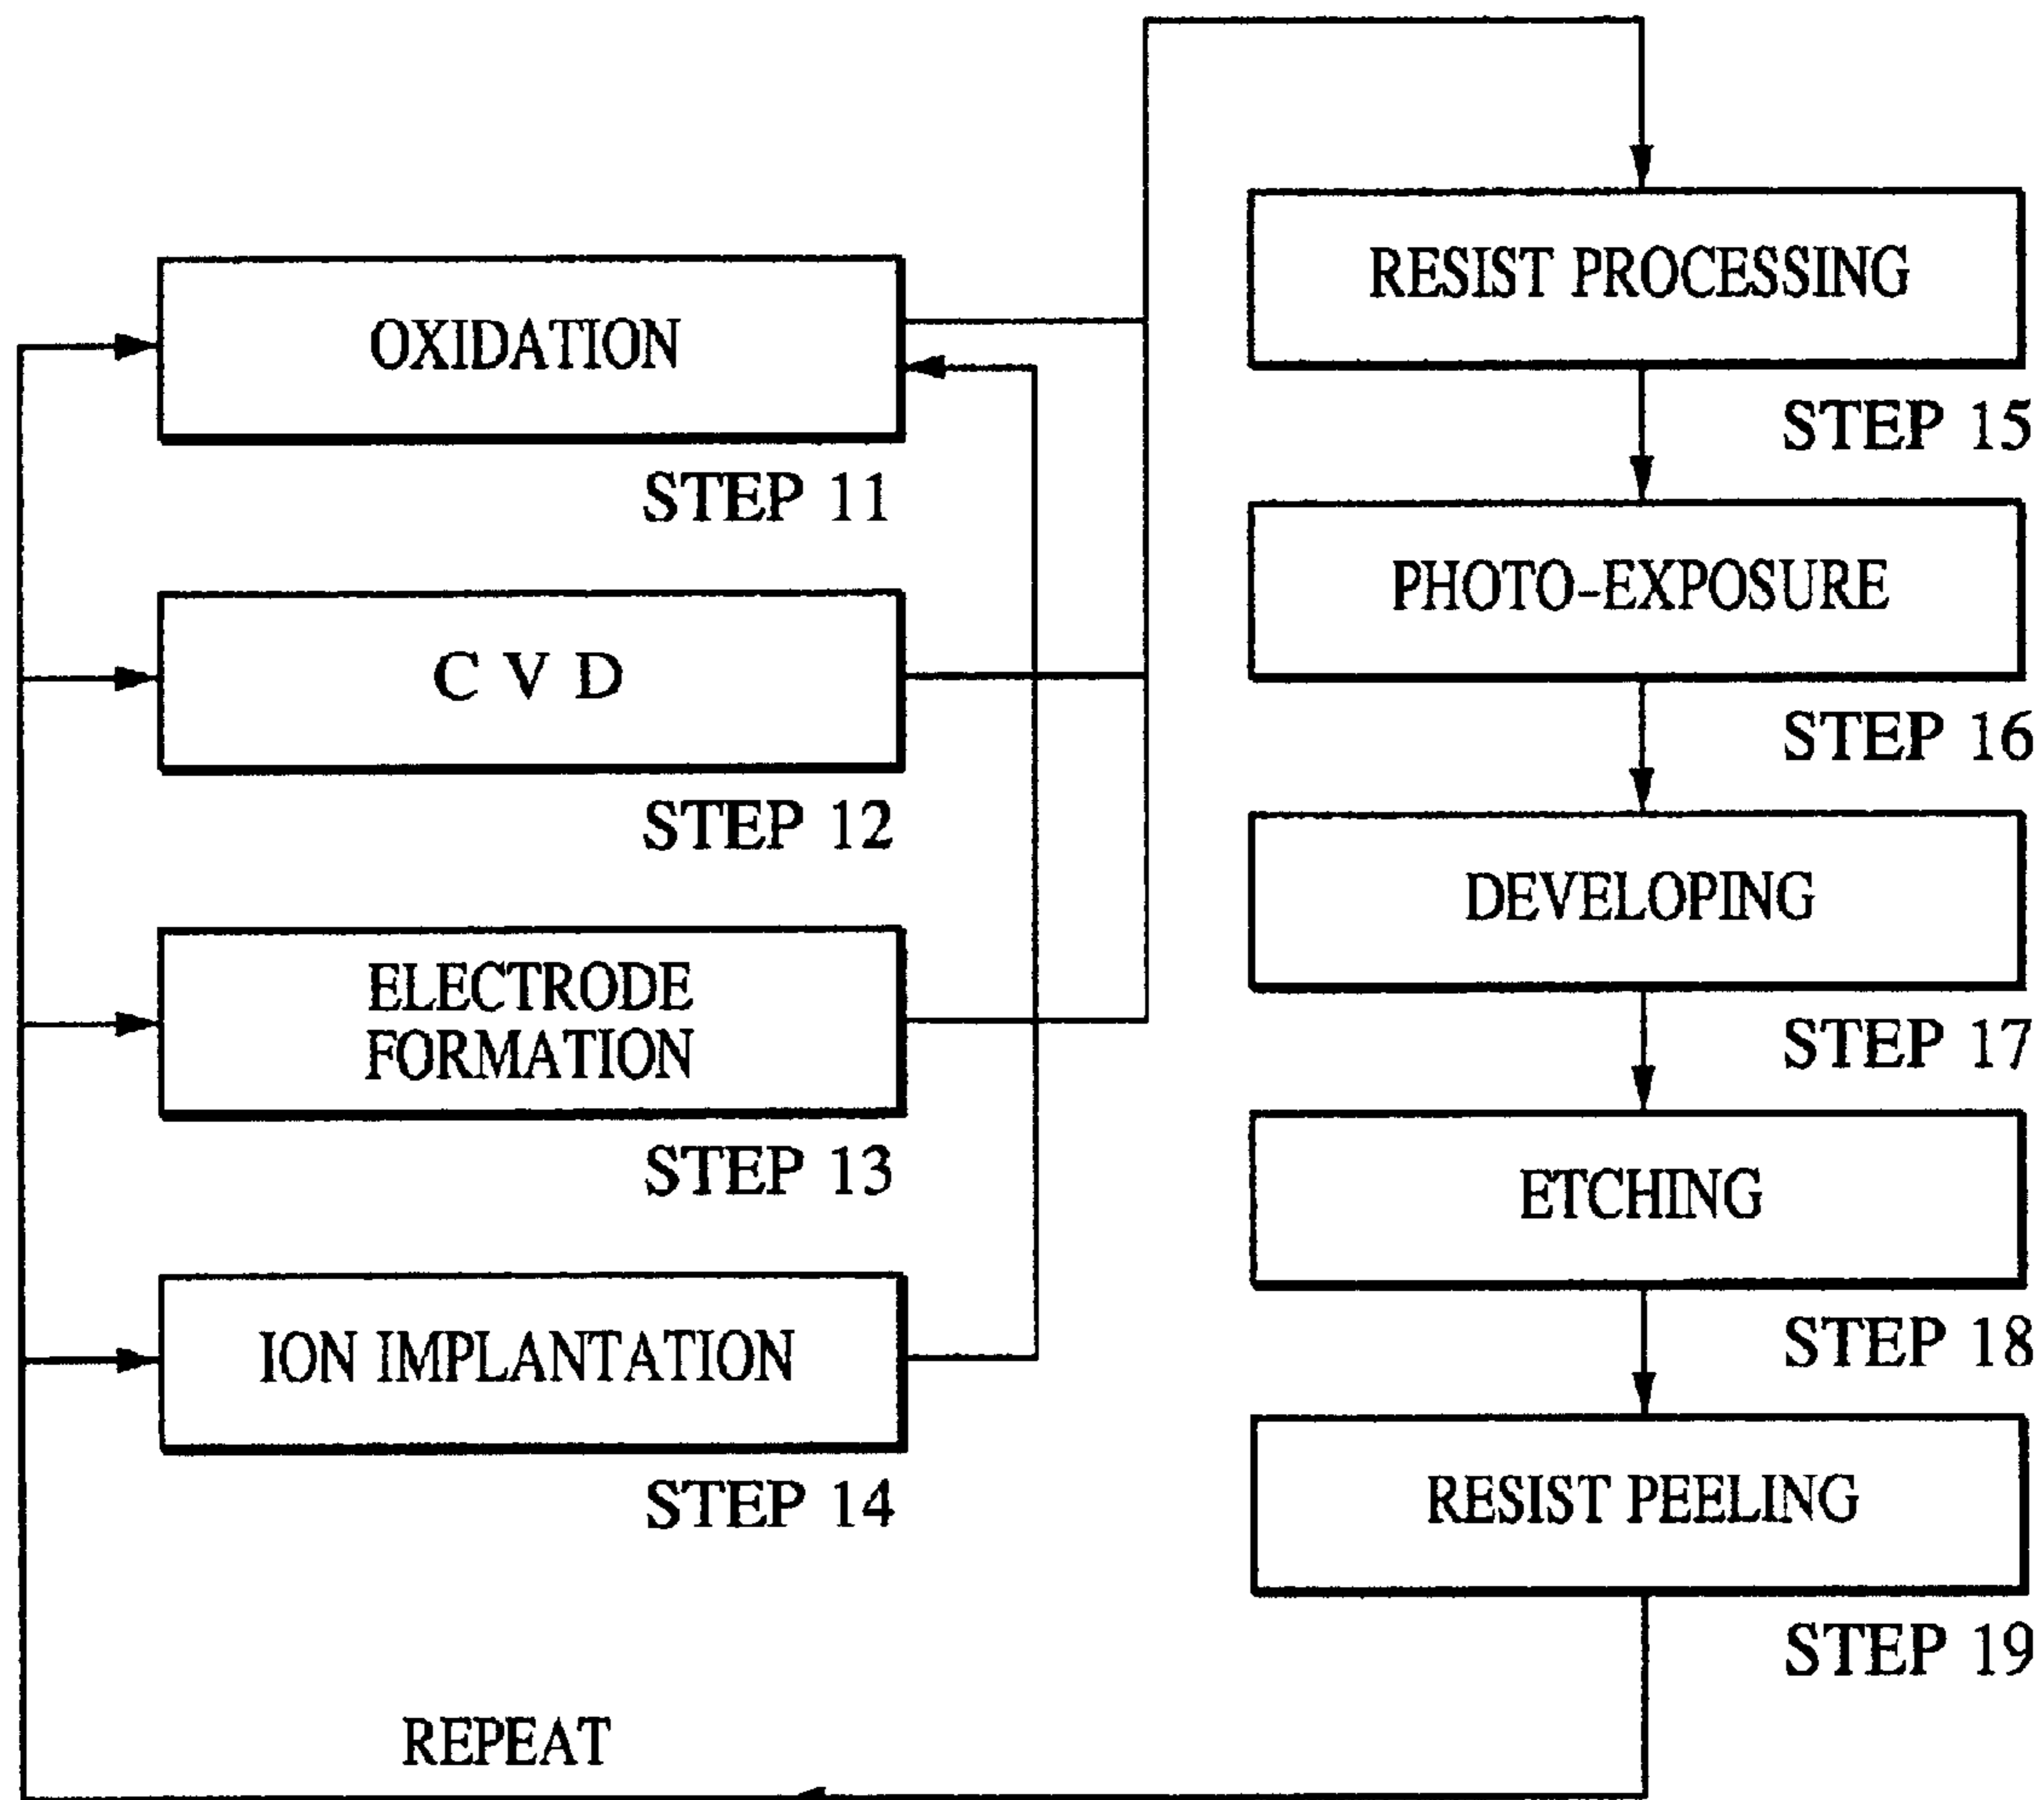 OXIDATION
STEP 11
C V D
STEP 12
ELECTRODE
FORMATION
STEP 13
ION IMPLANTATION
STEP 14
RESIST PROCESSING
STEP 15
PHOTO-EXPOSURE
STEP 16
DEVELOPING
STEP 17
ETCHING
STEP 18
RESIST PEELING
STEP 19
REPEAT